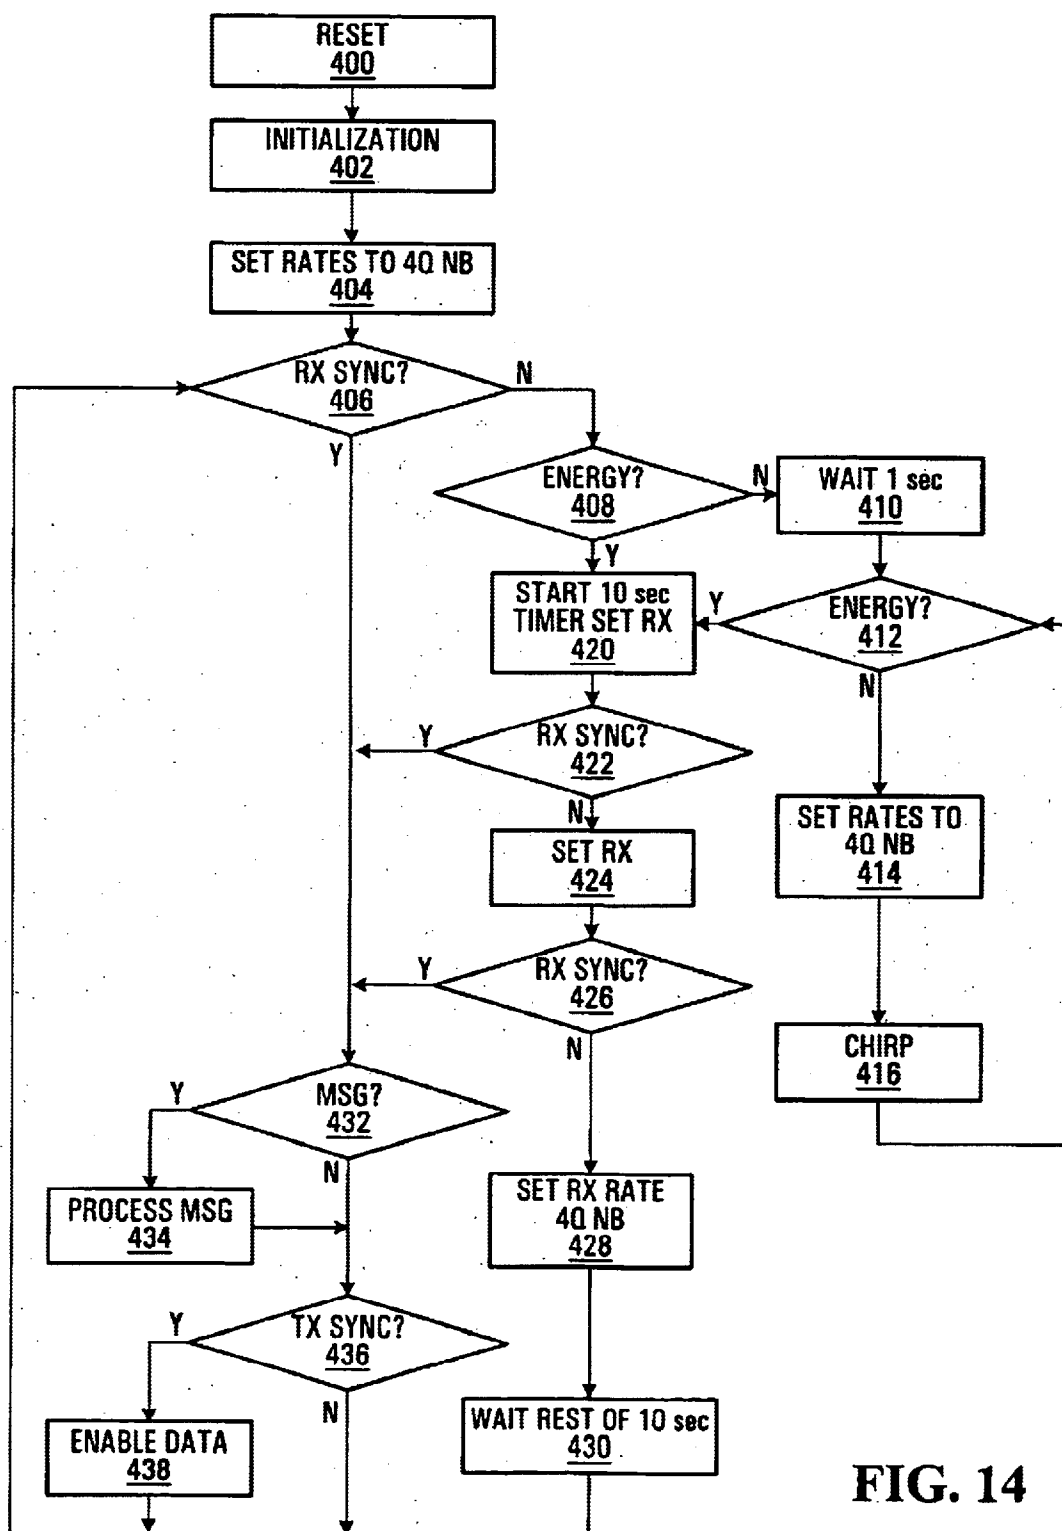 RESET
400
INITIALIZATION
402
SET RATES TO 4Q NB
404
RX SYNC?
406
N
Y
ENERGY?
408
N
Y
WAIT 1 sec
410
START 10 sec
TIMER SET RX
420
Y
ENERGY?
412
N
Y
RX SYNC?
422
N
SET RX
424
SET RATES TO
4Q NB
414
Y
RX SYNC?
426
N
CHIRP
416
Y
MSG?
432
N
PROCESS MSG
434
SET RX RATE
4Q NB
428
Y
TX SYNC?
436
N
ENABLE DATA
438
WAIT REST OF 10 sec
430
FIG. 14